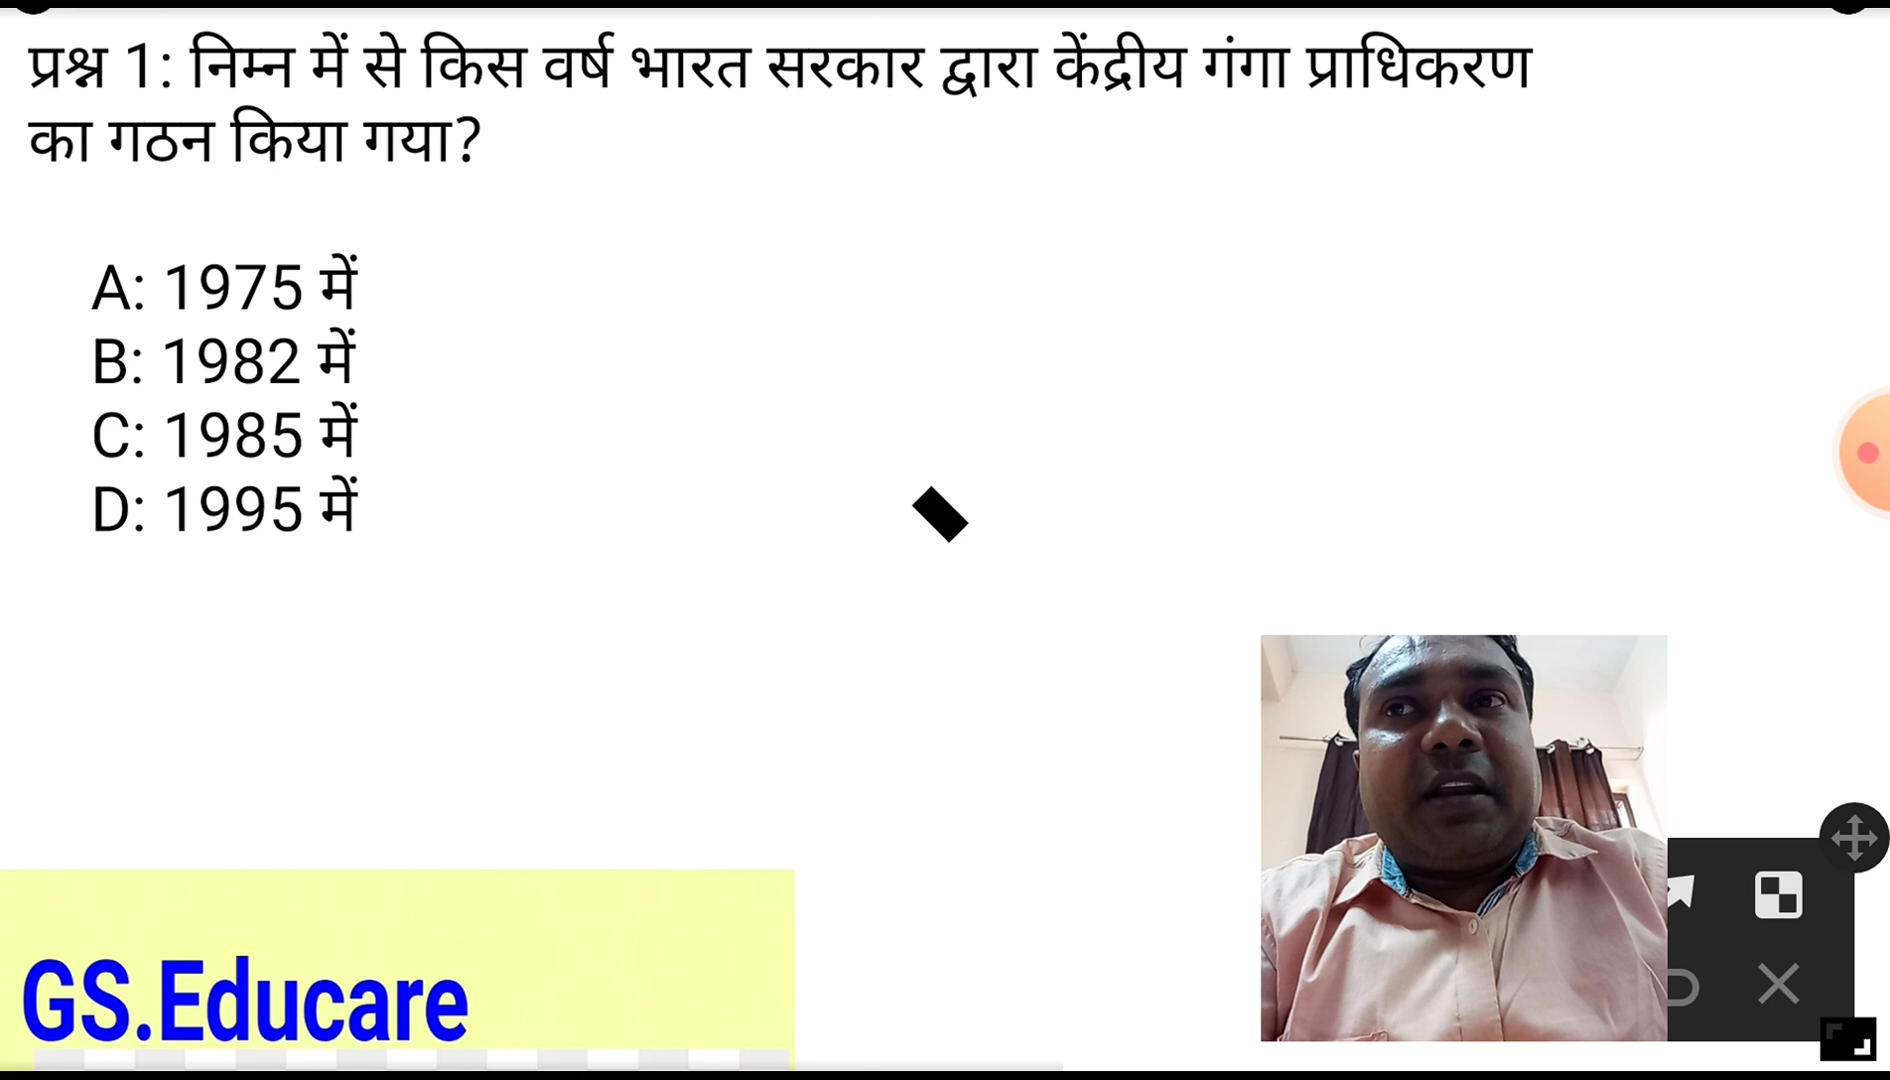 प्रश्न 1: निम्न में से किस वर्ष भारत सरकार द्वारा केंद्रीय गंगा प्राधिकरण
का गठन किया गया?
A: 1975 में
B: 1982 में
C: 1985 में
D: 1995 में
GS.Educare